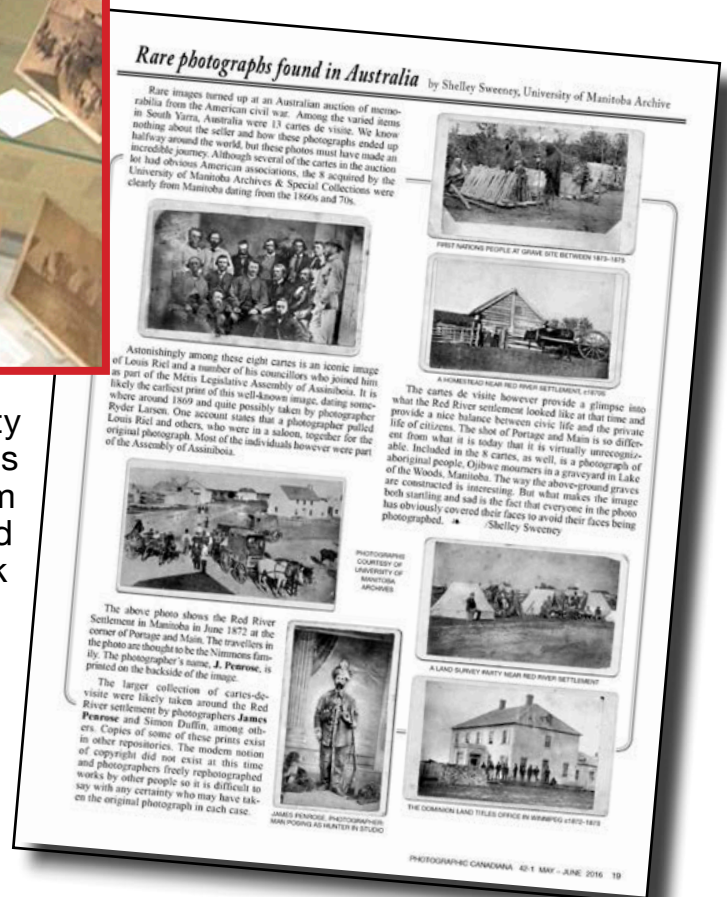 Rare photographs found in Australia by Shelley Sweeney, University of Manitoba Archive
Rare images turned up at an Australian auction of memo-
rabilia from the American civil war. Among the varied items
in South Yarra, Australia were 13 cartes de visite. We know
nothing about the seller and how these photographs ended up
halfway around the world, but these photos must have made an
incredible journey. Although several of the cartes in the auction
lot had obvious American associations, the 8 acquired by the
University of Manitoba Archives & Special Collections were
clearly from Manitoba dating from the 1860s and 70s.
Astonishingly among these eight cartes is an iconic image
of Louis Riel and a number of his councillors who joined him
as part of the Métis Legislative Assembly of Assiniboia. It is
likely the earliest print of this well-known image, dating some-
where around 1869 and quite possibly taken by photographer
Ryder Larsen. One account states that a photographer pulled
Louis Riel and others, who were in a saloon, together for the
original photograph. Most of the individuals however were part
of the Assembly of Assiniboia.
The above photo shows the Red River
Settlement in Manitoba in June 1872 at the
corner of Portage and Main. The travellers in
the photo are thought to be the Nimmons fam-
ily. The photographer's name, J. Penrose, is
printed on the backside of the image.
The larger collection of cartes-de-
visite were likely taken around the Red
River settlement by photographers James
Penrose and Simon Duffin, among oth-
ers. Copies of some of these prints exist
in other repositories. The modern notion
of copyright did not exist at this time
and photographers freely rephotographed
works by other people so it is difficult to
say with any certainty who may have tak-
en the original photograph in each case.
PHOTOGRAPHS
COURTESY OF
UNIVERSITY OF
MANITOBA
ARCHIVES
JAMES PENROSE, PHOTOGRAPHER:
MAN POSING AS HUNTER IN STUDIO
FIRST NATIONS PEOPLE AT GRAVE SITE BETWEEN 1873–1875
A HOMESTEAD NEAR RED RIVER SETTLEMENT, c1870S
The cartes de visite however provide a glimpse into
what the Red River settlement looked like at that time and
provide a nice balance between civic life and the private
life of citizens. The shot of Portage and Main is so differ-
ent from what it is today that it is virtually unrecogniz-
able. Included in the 8 cartes, as well, is a photograph of
aboriginal people, Ojibwe mourners in a graveyard in Lake
of the Woods, Manitoba. The way the above-ground graves
are constructed is interesting. But what makes the image
both startling and sad is the fact that everyone in the photo
has obviously covered their faces to avoid their faces being
photographed. /Shelley Sweeney
A LAND SURVEY PARTY NEAR RED RIVER SETTLEMENT
THE DOMINION LAND TITLES OFFICE IN WINNIPEG c1872–1873
PHOTOGRAPHIC CANADIANA 42-1 MAY – JUNE 2016 19
ty
s
m
d
k